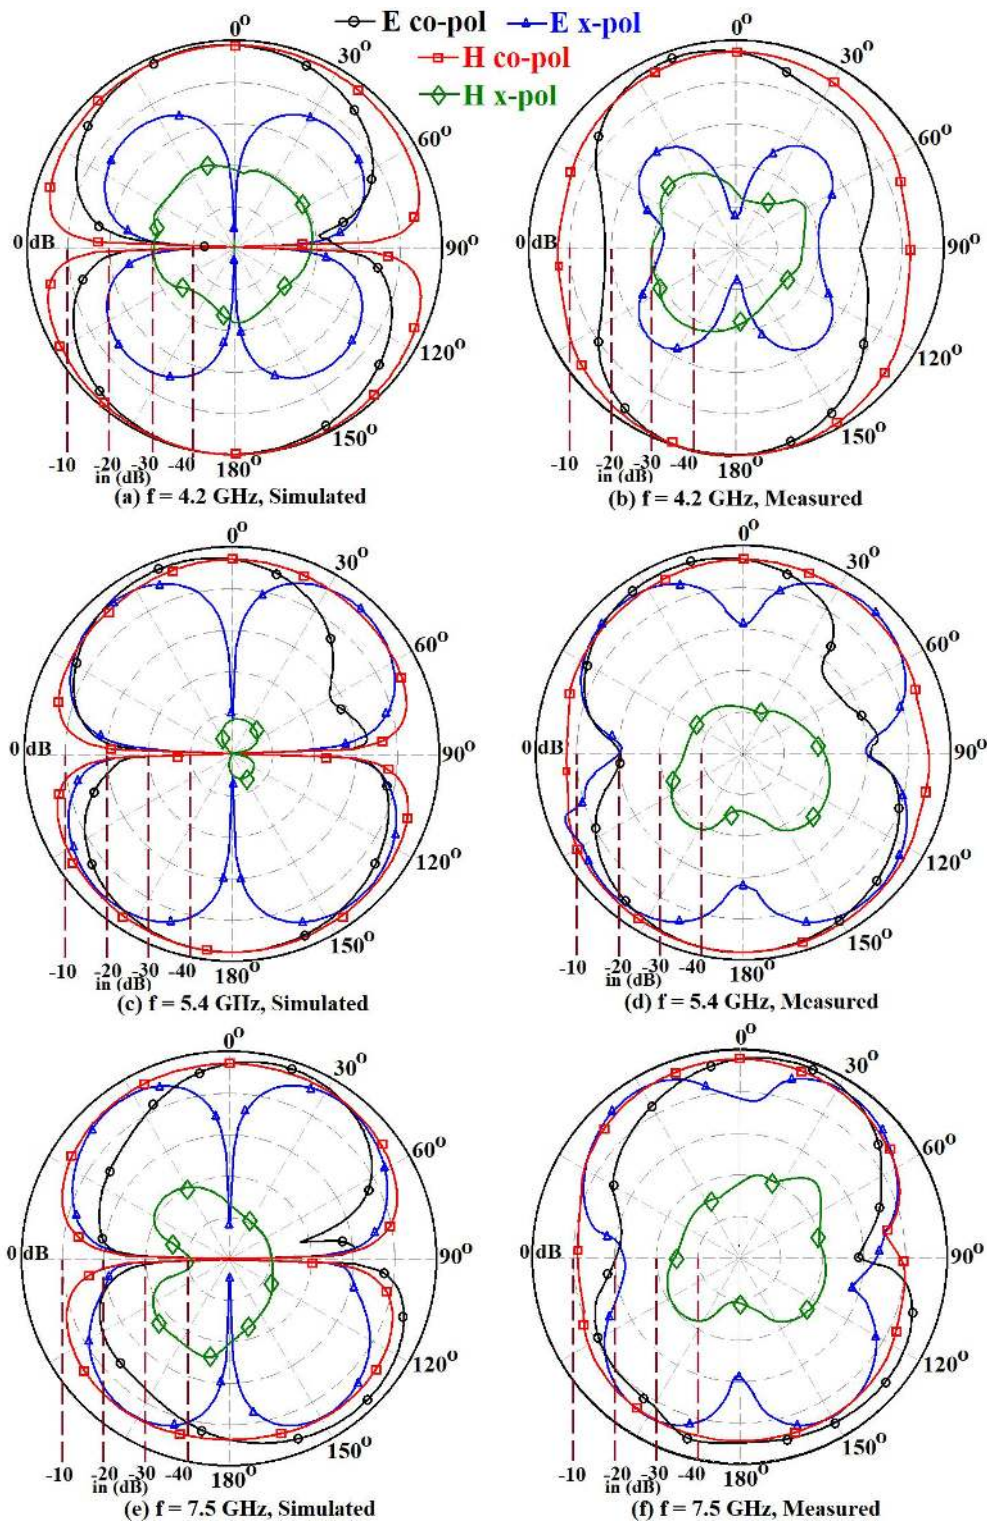 E co-pol E x-pol
H co-pol
H x-pol
0° 0°
30° 30°
60° 60°
0 dB 90° 0 dB 90°
120° 120°
150° 150°
-10 -20 -30 -40 180° -10 -20 -30 -40 180°
in (dB) in (dB)
(a) f = 4.2 GHz, Simulated (b) f = 4.2 GHz, Measured
0° 0°
30° 30°
60° 60°
0 dB 90° 0 dB 90°
120° 120°
150° 150°
-10 -20 -30 -40 180° -10 -20 -30 -40 180°
in (dB) in (dB)
(c) f = 5.4 GHz, Simulated (d) f = 5.4 GHz, Measured
0° 0°
30° 30°
60° 60°
0 dB 90° 0 dB 90°
120° 120°
150° 150°
-10 -20 -30 -40 180° -10 -20 -30 -40 180°
in (dB) in (dB)
(e) f = 7.5 GHz, Simulated (f) f = 7.5 GHz, Measured